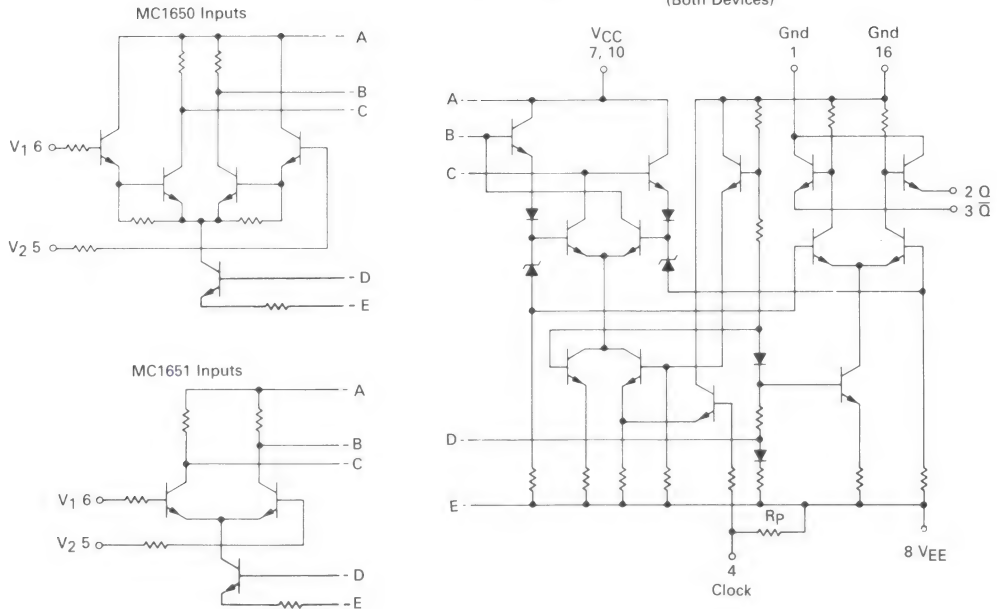 MC1650 Inputs
A
B
C
V1 6
V2 5
D
E
MC1651 Inputs
A
B
C
V1 6
V2 5
D
E
(Both Devices)
VCC
7, 10
Gnd
1
Gnd
16
A
B
C
2 Q
3 Q̅
D
E
RP
4
Clock
8 VEE